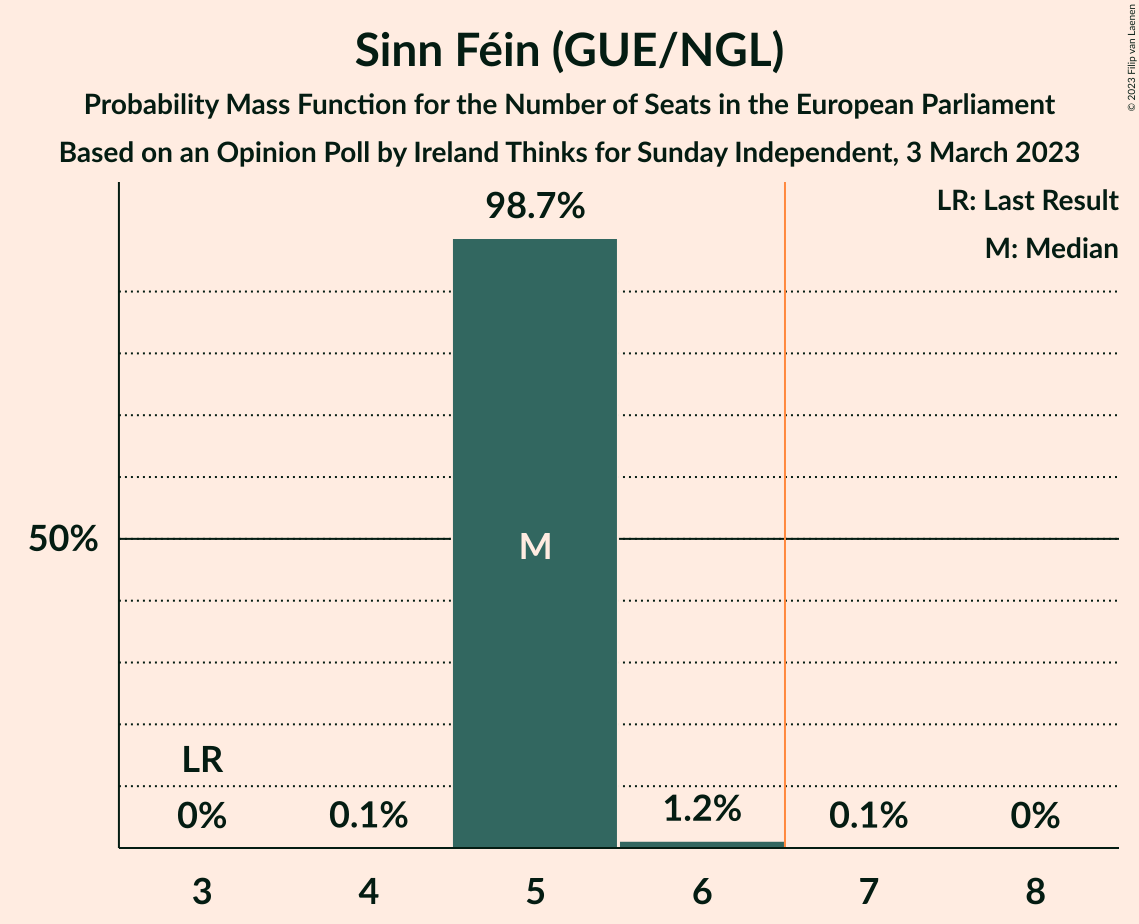 Sinn Féin (GUE/NGL)
Probability Mass Function for the Number of Seats in the European Parliament
Based on an Opinion Poll by Ireland Thinks for Sunday Independent, 3 March 2023
© 2023 Filip van Laenen
LR: Last Result
M: Median
98.7%
50%
M
LR
0%
0.1%
1.2%
0.1%
0%
3
4
5
6
7
8